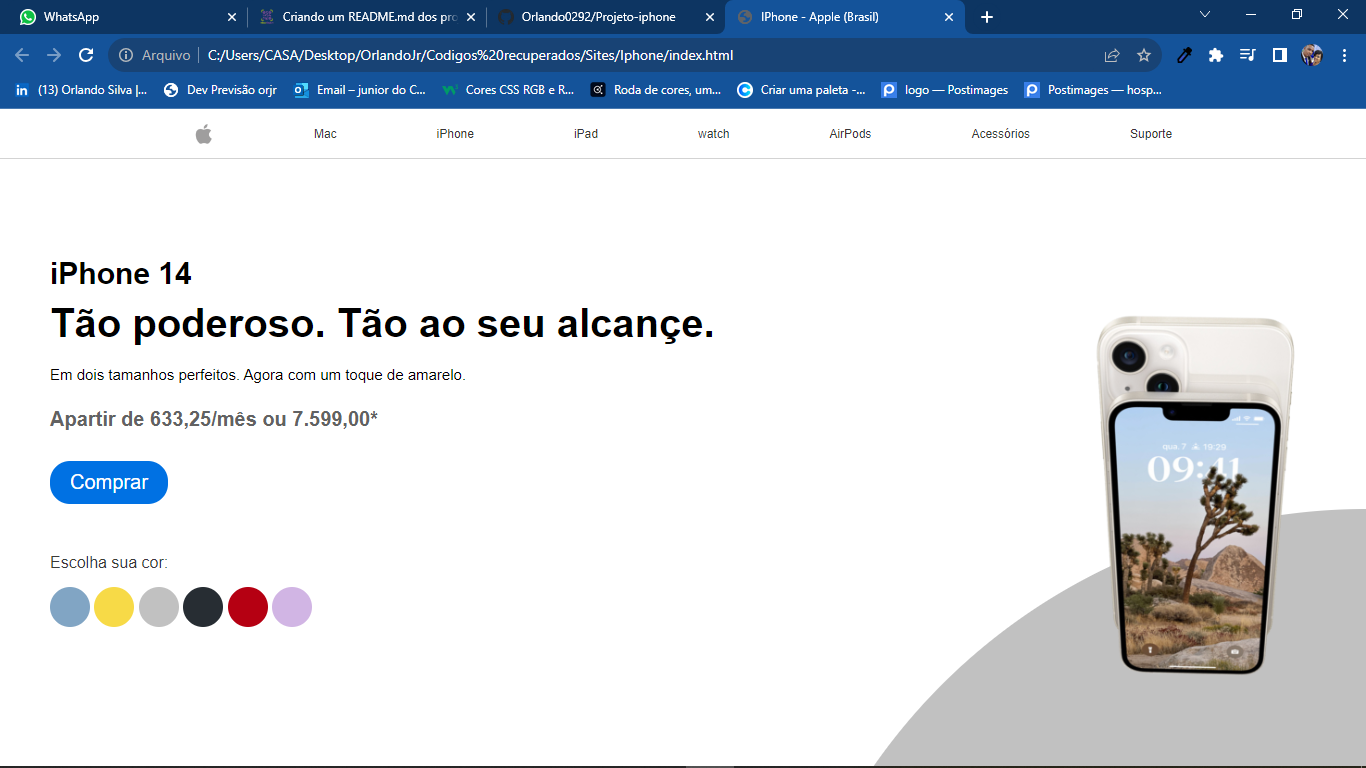 WhatsApp
Criando um README.md dos pro
Orlando0292/Projeto-iphone
IPhone - Apple (Brasil)
Arquivo
C:/Users/CASA/Desktop/OrlandoJr/Codigos%20recuperados/Sites/Iphone/index.html
in (13) Orlando Silva |...
Dev Previsão orjr
Email – junior do C...
Cores CSS RGB e R...
Roda de cores, um...
Criar uma paleta -...
logo — Postimages
Postimages — hosp...
Mac
iPhone
iPad
watch
AirPods
Acessórios
Suporte
iPhone 14
Tão poderoso. Tão ao seu alcançe.
Em dois tamanhos perfeitos. Agora com um toque de amarelo.
Apartir de 633,25/mês ou 7.599,00*
Comprar
Escolha sua cor:
qua 7 19:29
09:41